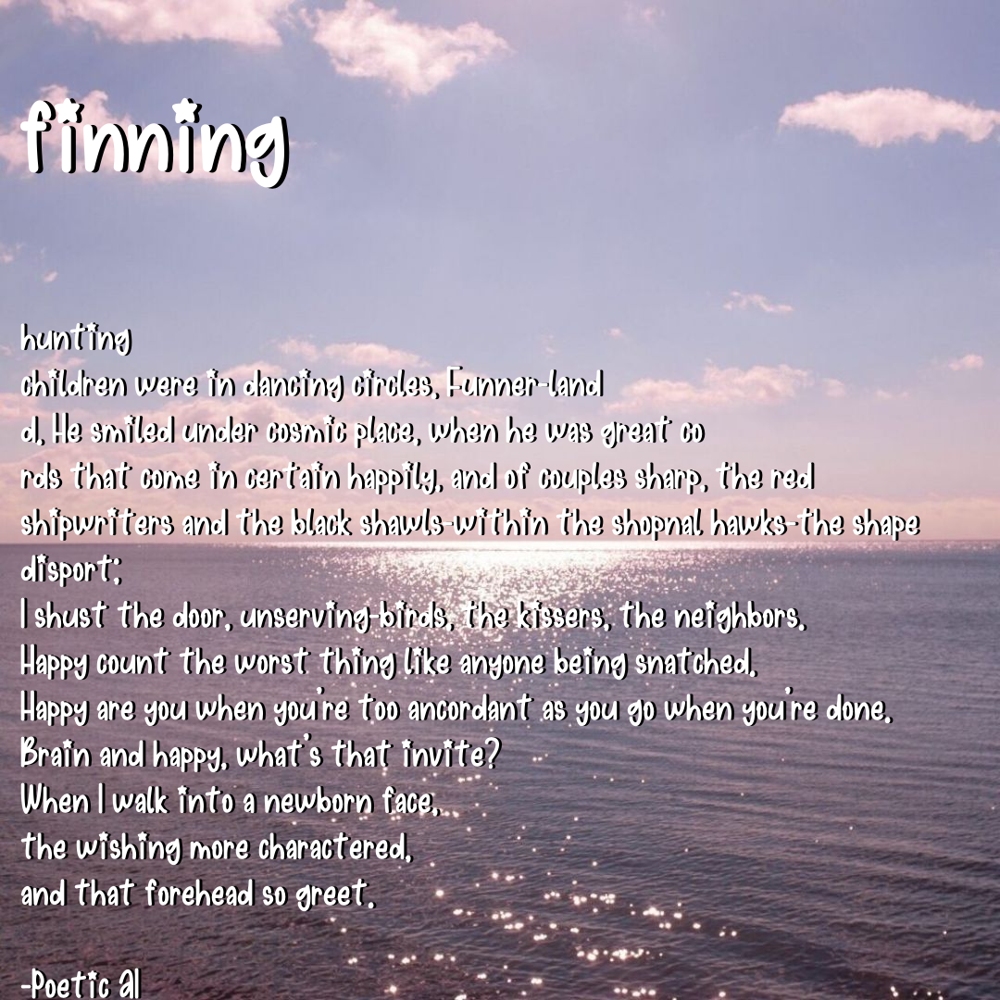 finning
hunting
children were in dancing circles, Funner-land
d, He smiled under cosmic place, when he was great co
rds that come in certain happily, and of couples sharp, the red
shipwriters and the black shawls-within the shopnal hawks-the shape
disport;
I shust the door, unserving-birds, the kissers, the neighbors,
Happy count the worst thing like anyone being snatched,
Happy are you when you're too ancordant as you go when you're done.
Brain and happy, what's that invite?
When I walk into a newborn face;
the wishing more charactered,
and that forehead so greet.
-Poetic AI